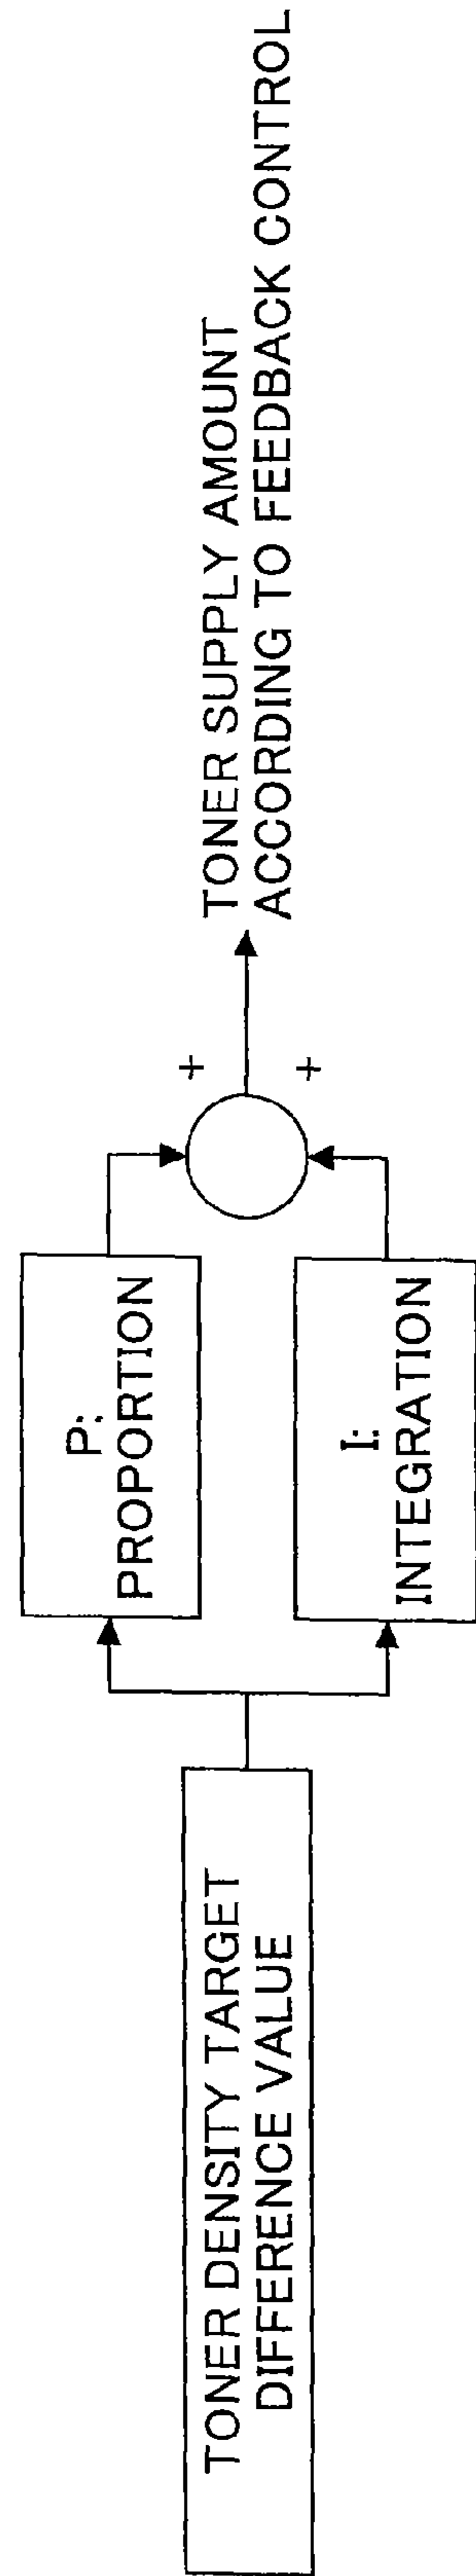 TONER DENSITY TARGET
DIFFERENCE VALUE
P:
PROPORTION
I:
INTEGRATION
+
+
TONER SUPPLY AMOUNT
ACCORDING TO FEEDBACK CONTROL